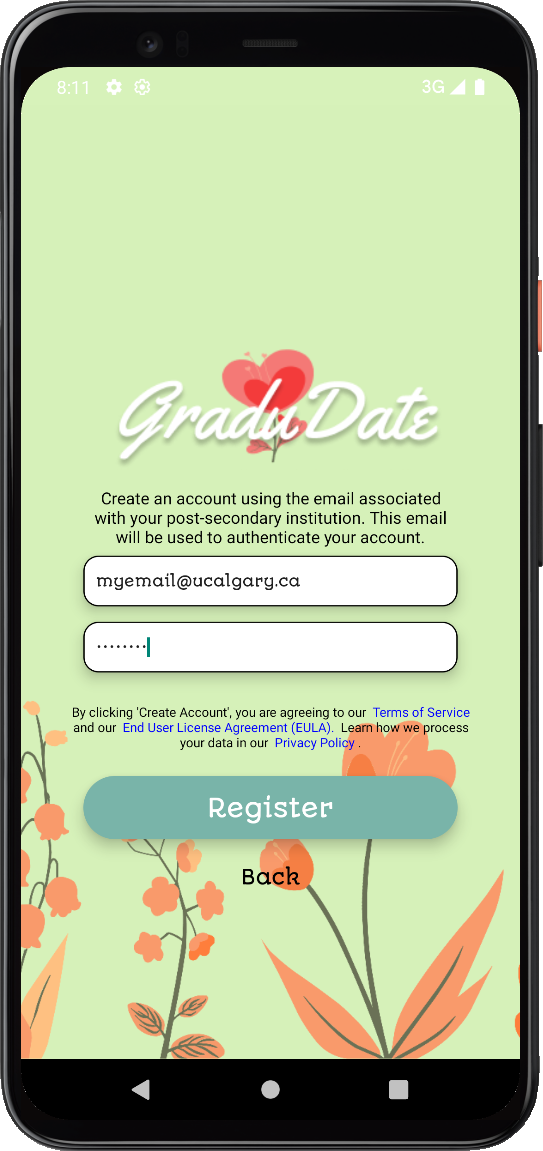 8:11
3G
GraduDate
Create an account using the email associated
with your post-secondary institution. This email
will be used to authenticate your account.
myemail@ucalgary.ca
········
By clicking 'Create Account', you are agreeing to our Terms of Service
and our End User License Agreement (EULA). Learn how we process
your data in our Privacy Policy .
Register
Back